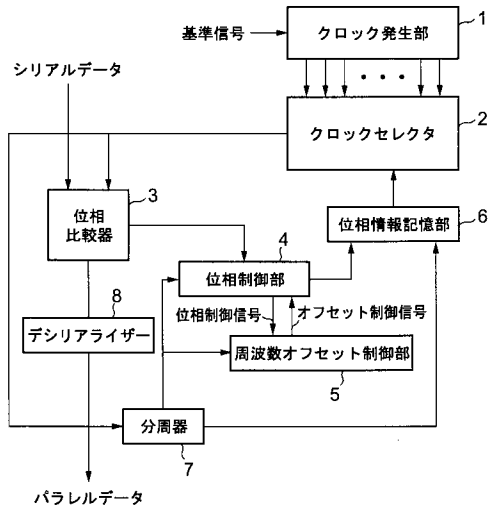 基準信号
クロック発生部
1
シリアルデータ
クロックセレクタ
2
位相
比較器
3
位相情報記憶部
6
位相制御部
4
デシリアライザー
8
位相制御信号
オフセット制御信号
周波数オフセット制御部
5
分周器
7
パラレルデータ